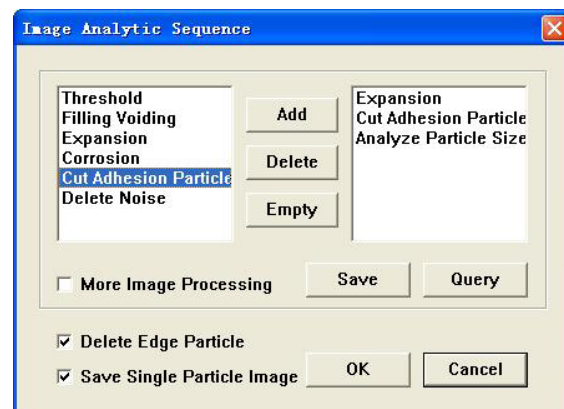 Image Analytic Sequence
Threshold
Filling Voiding
Expansion
Corrosion
Cut Adhesion Particle
Delete Noise
Add
Delete
Empty
Expansion
Cut Adhesion Particle
Analyze Particle Size
More Image Processing
Save
Query
Delete Edge Particle
Save Single Particle Image
OK
Cancel